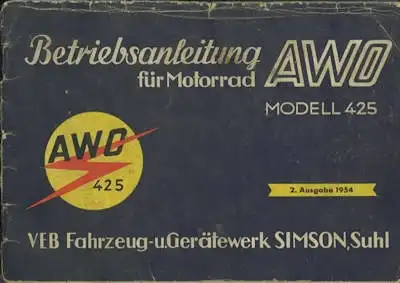 Betriebsanleitung
für Motorrad AWO
MODELL 425
AWO
425
2. Ausgabe 1954
VEB Fahrzeug-u.Gerätewerk SIMSON, Suhl